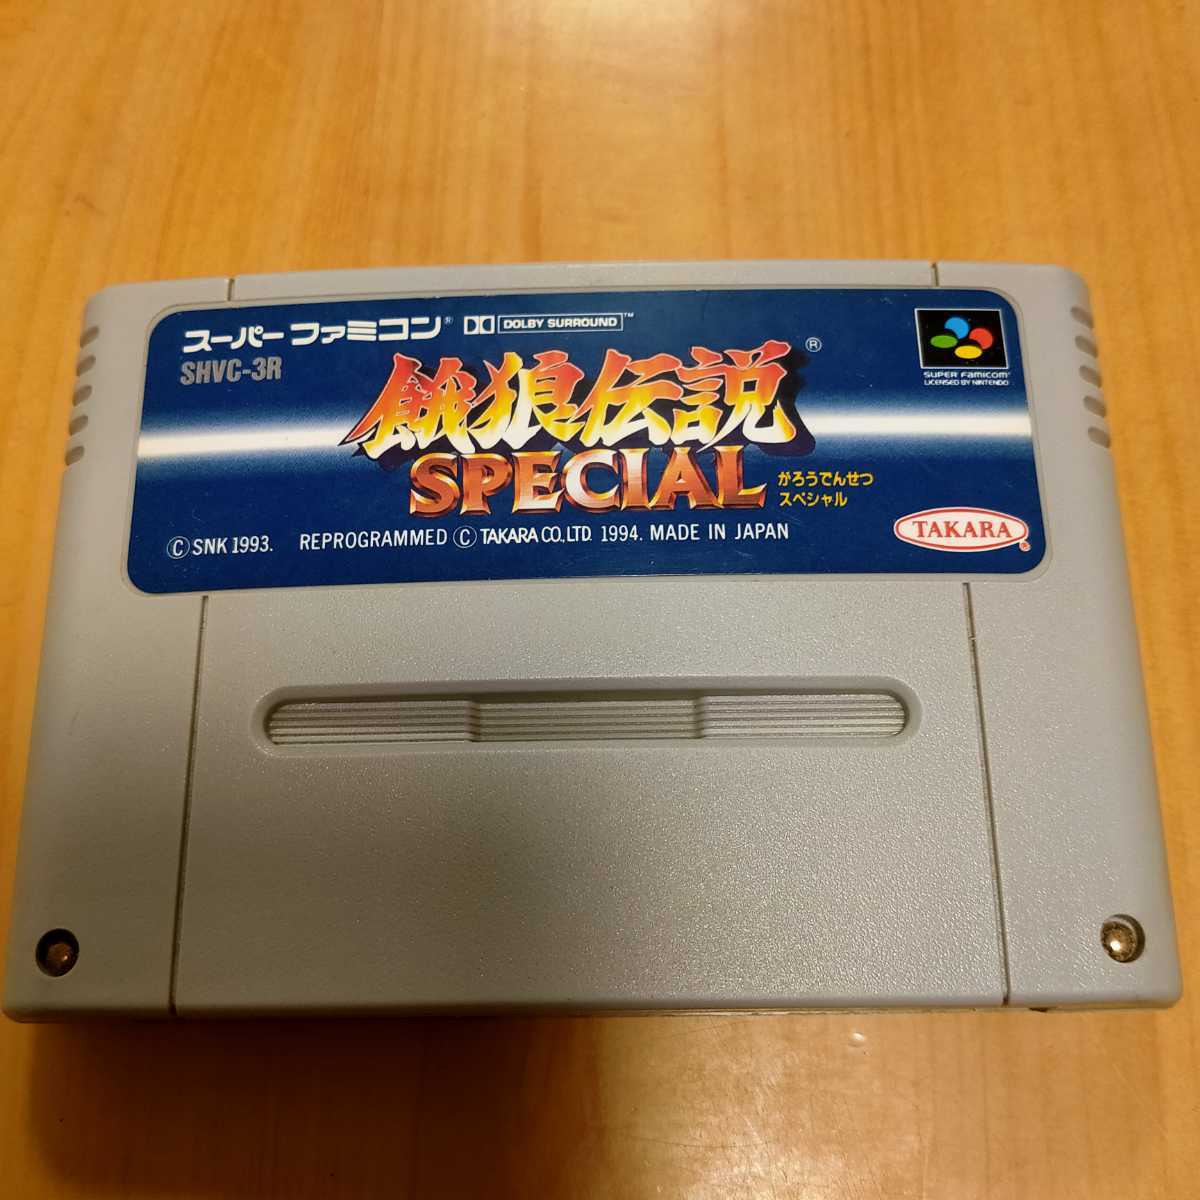 スーパーファミコン® DOLBY SURROUND™
SHVC-3R
餓狼伝説®
SPECIAL
がろうでんせつ
スペシャル
SUPER FAMICOM
LICENSED BY NINTENDO
© SNK 1993. REPROGRAMMED © TAKARA CO., LTD. 1994. MADE IN JAPAN
TAKARA®